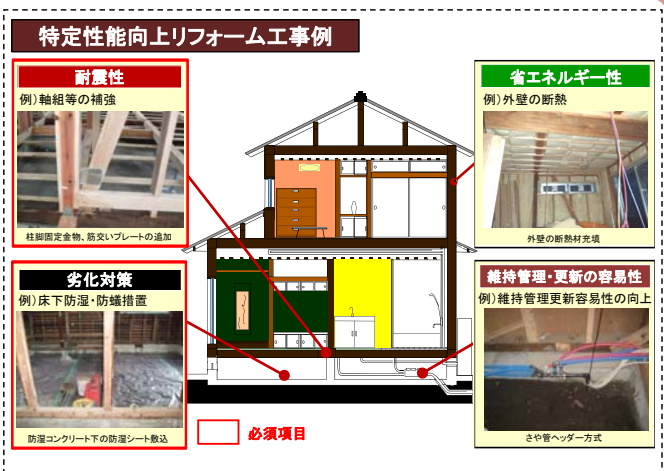 特定性能向上リフォーム工事例
耐震性
例）軸組等の補強
柱脚固定金物、筋交いプレートの追加
省エネルギー性
例）外壁の断熱
外壁の断熱材充填
劣化対策
例）床下防湿・防蟻措置
防湿コンクリート下の防湿シート敷込
維持管理・更新の容易性
例）維持管理更新容易性の向上
さや管ヘッダー方式
必須項目